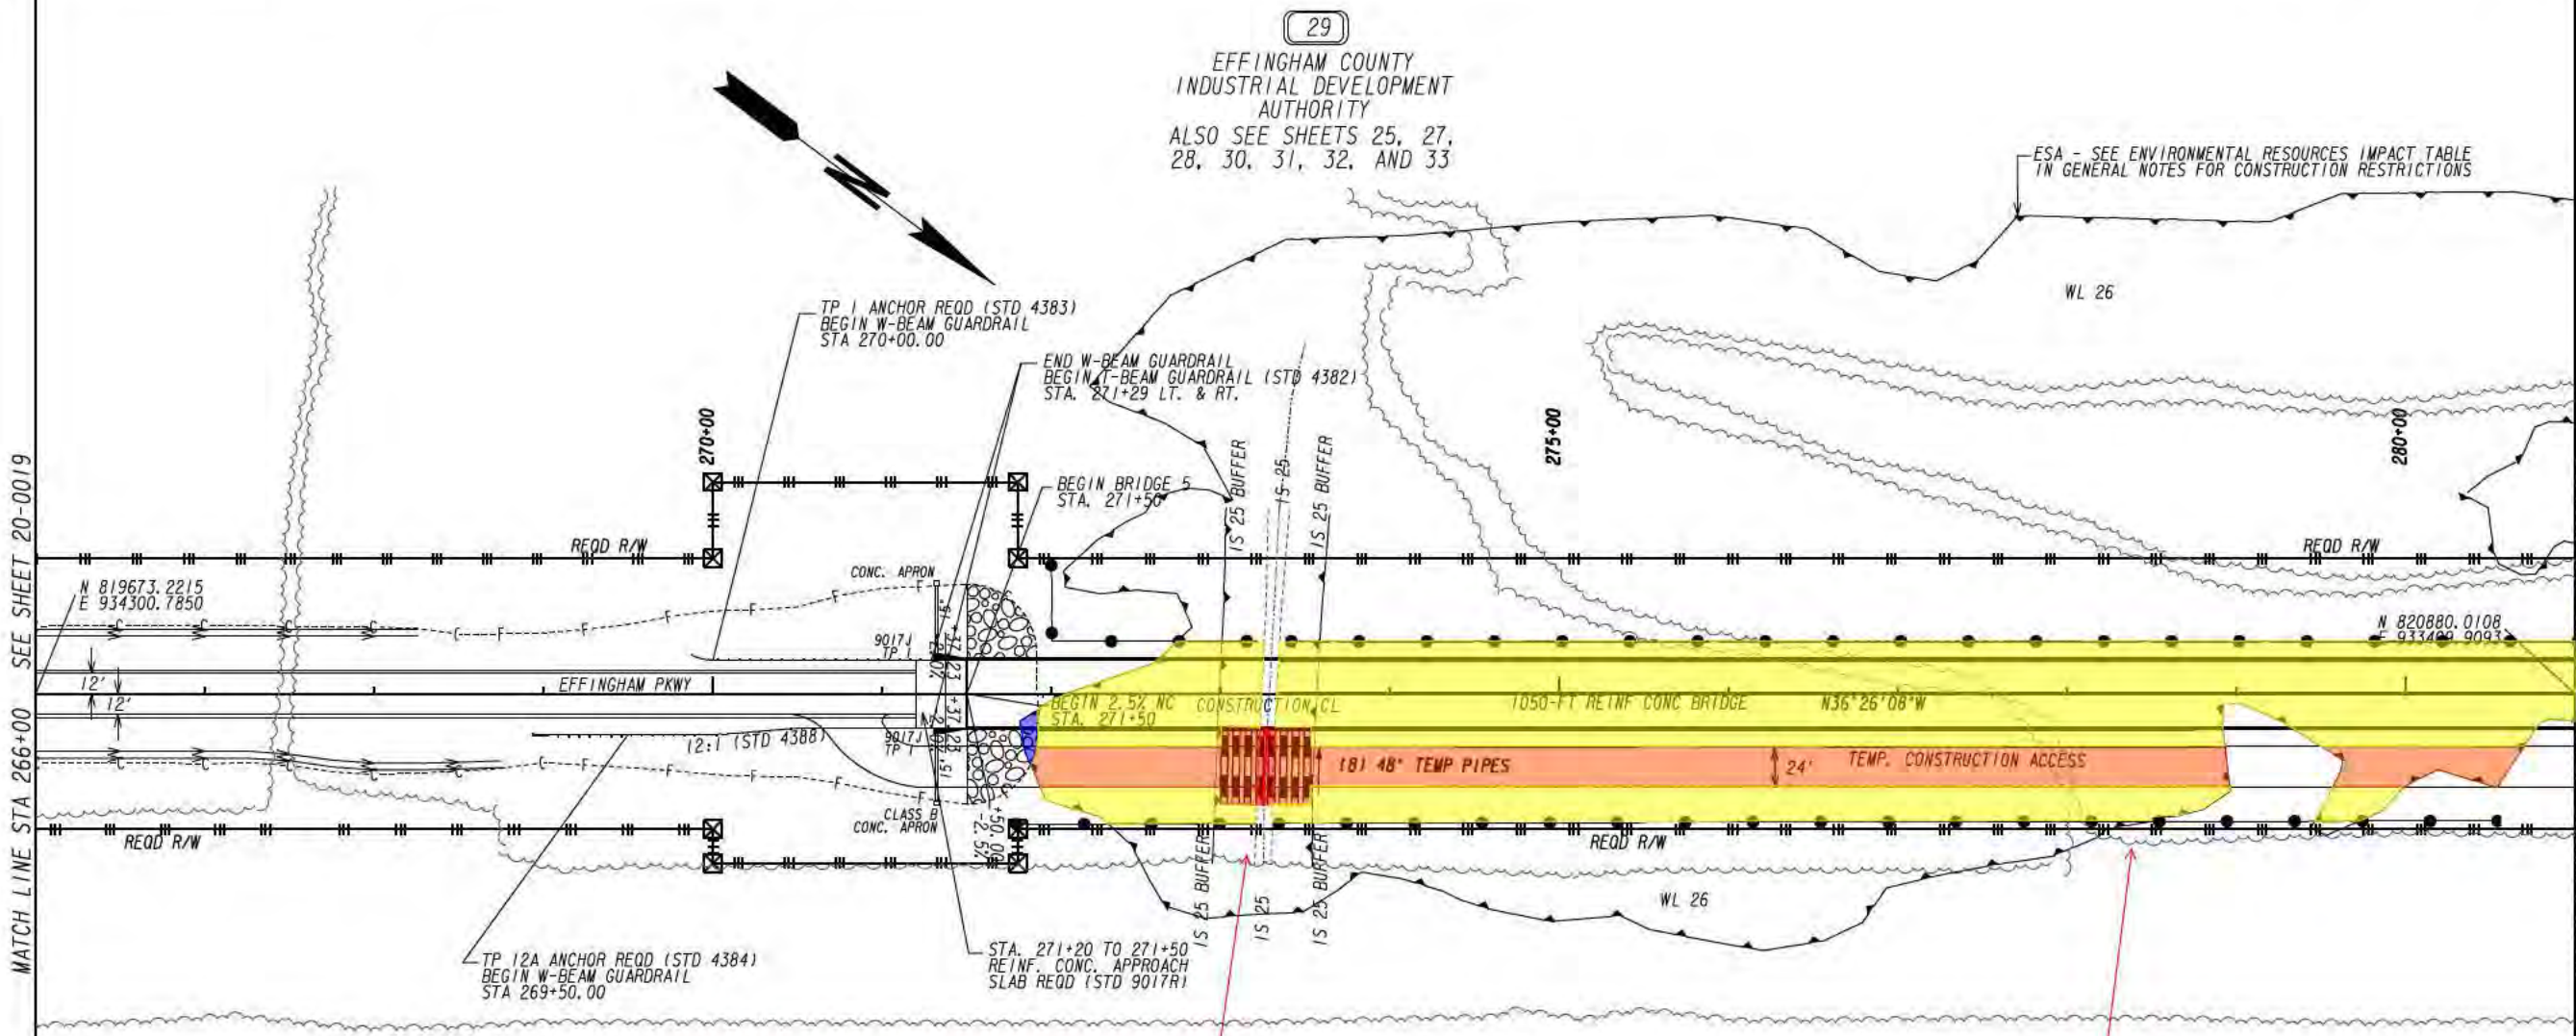 29
EFFINGHAM COUNTY
INDUSTRIAL DEVELOPMENT
AUTHORITY
ALSO SEE SHEETS 25, 27,
28, 30, 31, 32, AND 33
ESA - SEE ENVIRONMENTAL RESOURCES IMPACT TABLE
IN GENERAL NOTES FOR CONSTRUCTION RESTRICTIONS
WL 26
TP 1 ANCHOR REQD (STD 4383)
BEGIN W-BEAM GUARDRAIL
STA 270+00.00
END W-BEAM GUARDRAIL
BEGIN T-BEAM GUARDRAIL (STD 4382)
STA. 271+29 LT. & RT.
270+00
275+00
280+00
IS 25 BUFFER
IS 25
IS 25 BUFFER
BEGIN BRIDGE 5
STA. 271+50
REQD R/W
REQD R/W
MATCH LINE STA 266+00 SEE SHEET 20-0019
N 819673.2215
E 934300.7850
CONC. APRON
N 820880.0108
9017J
TP 1
12'
12'
EFFINGHAM PKWY
BEGIN 2.5% NC
STA. 271+50
CONSTRUCTION CL
1050-FT REINF CONC BRIDGE
N36°26'08"W
12:1 (STD 4388)
9017J
TP 1
15'
(8) 48" TEMP PIPES
24'
TEMP. CONSTRUCTION ACCESS
CLASS B
CONC. APRON
+50.00
-2.5%
REQD R/W
REQD R/W
IS 25 BUFFER
IS 25
IS 25 BUFFER
WL 26
TP 12A ANCHOR REQD (STD 4384)
BEGIN W-BEAM GUARDRAIL
STA 269+50.00
STA. 271+20 TO 271+50
REINF. CONC. APPROACH
SLAB REQD (STD 9017R)